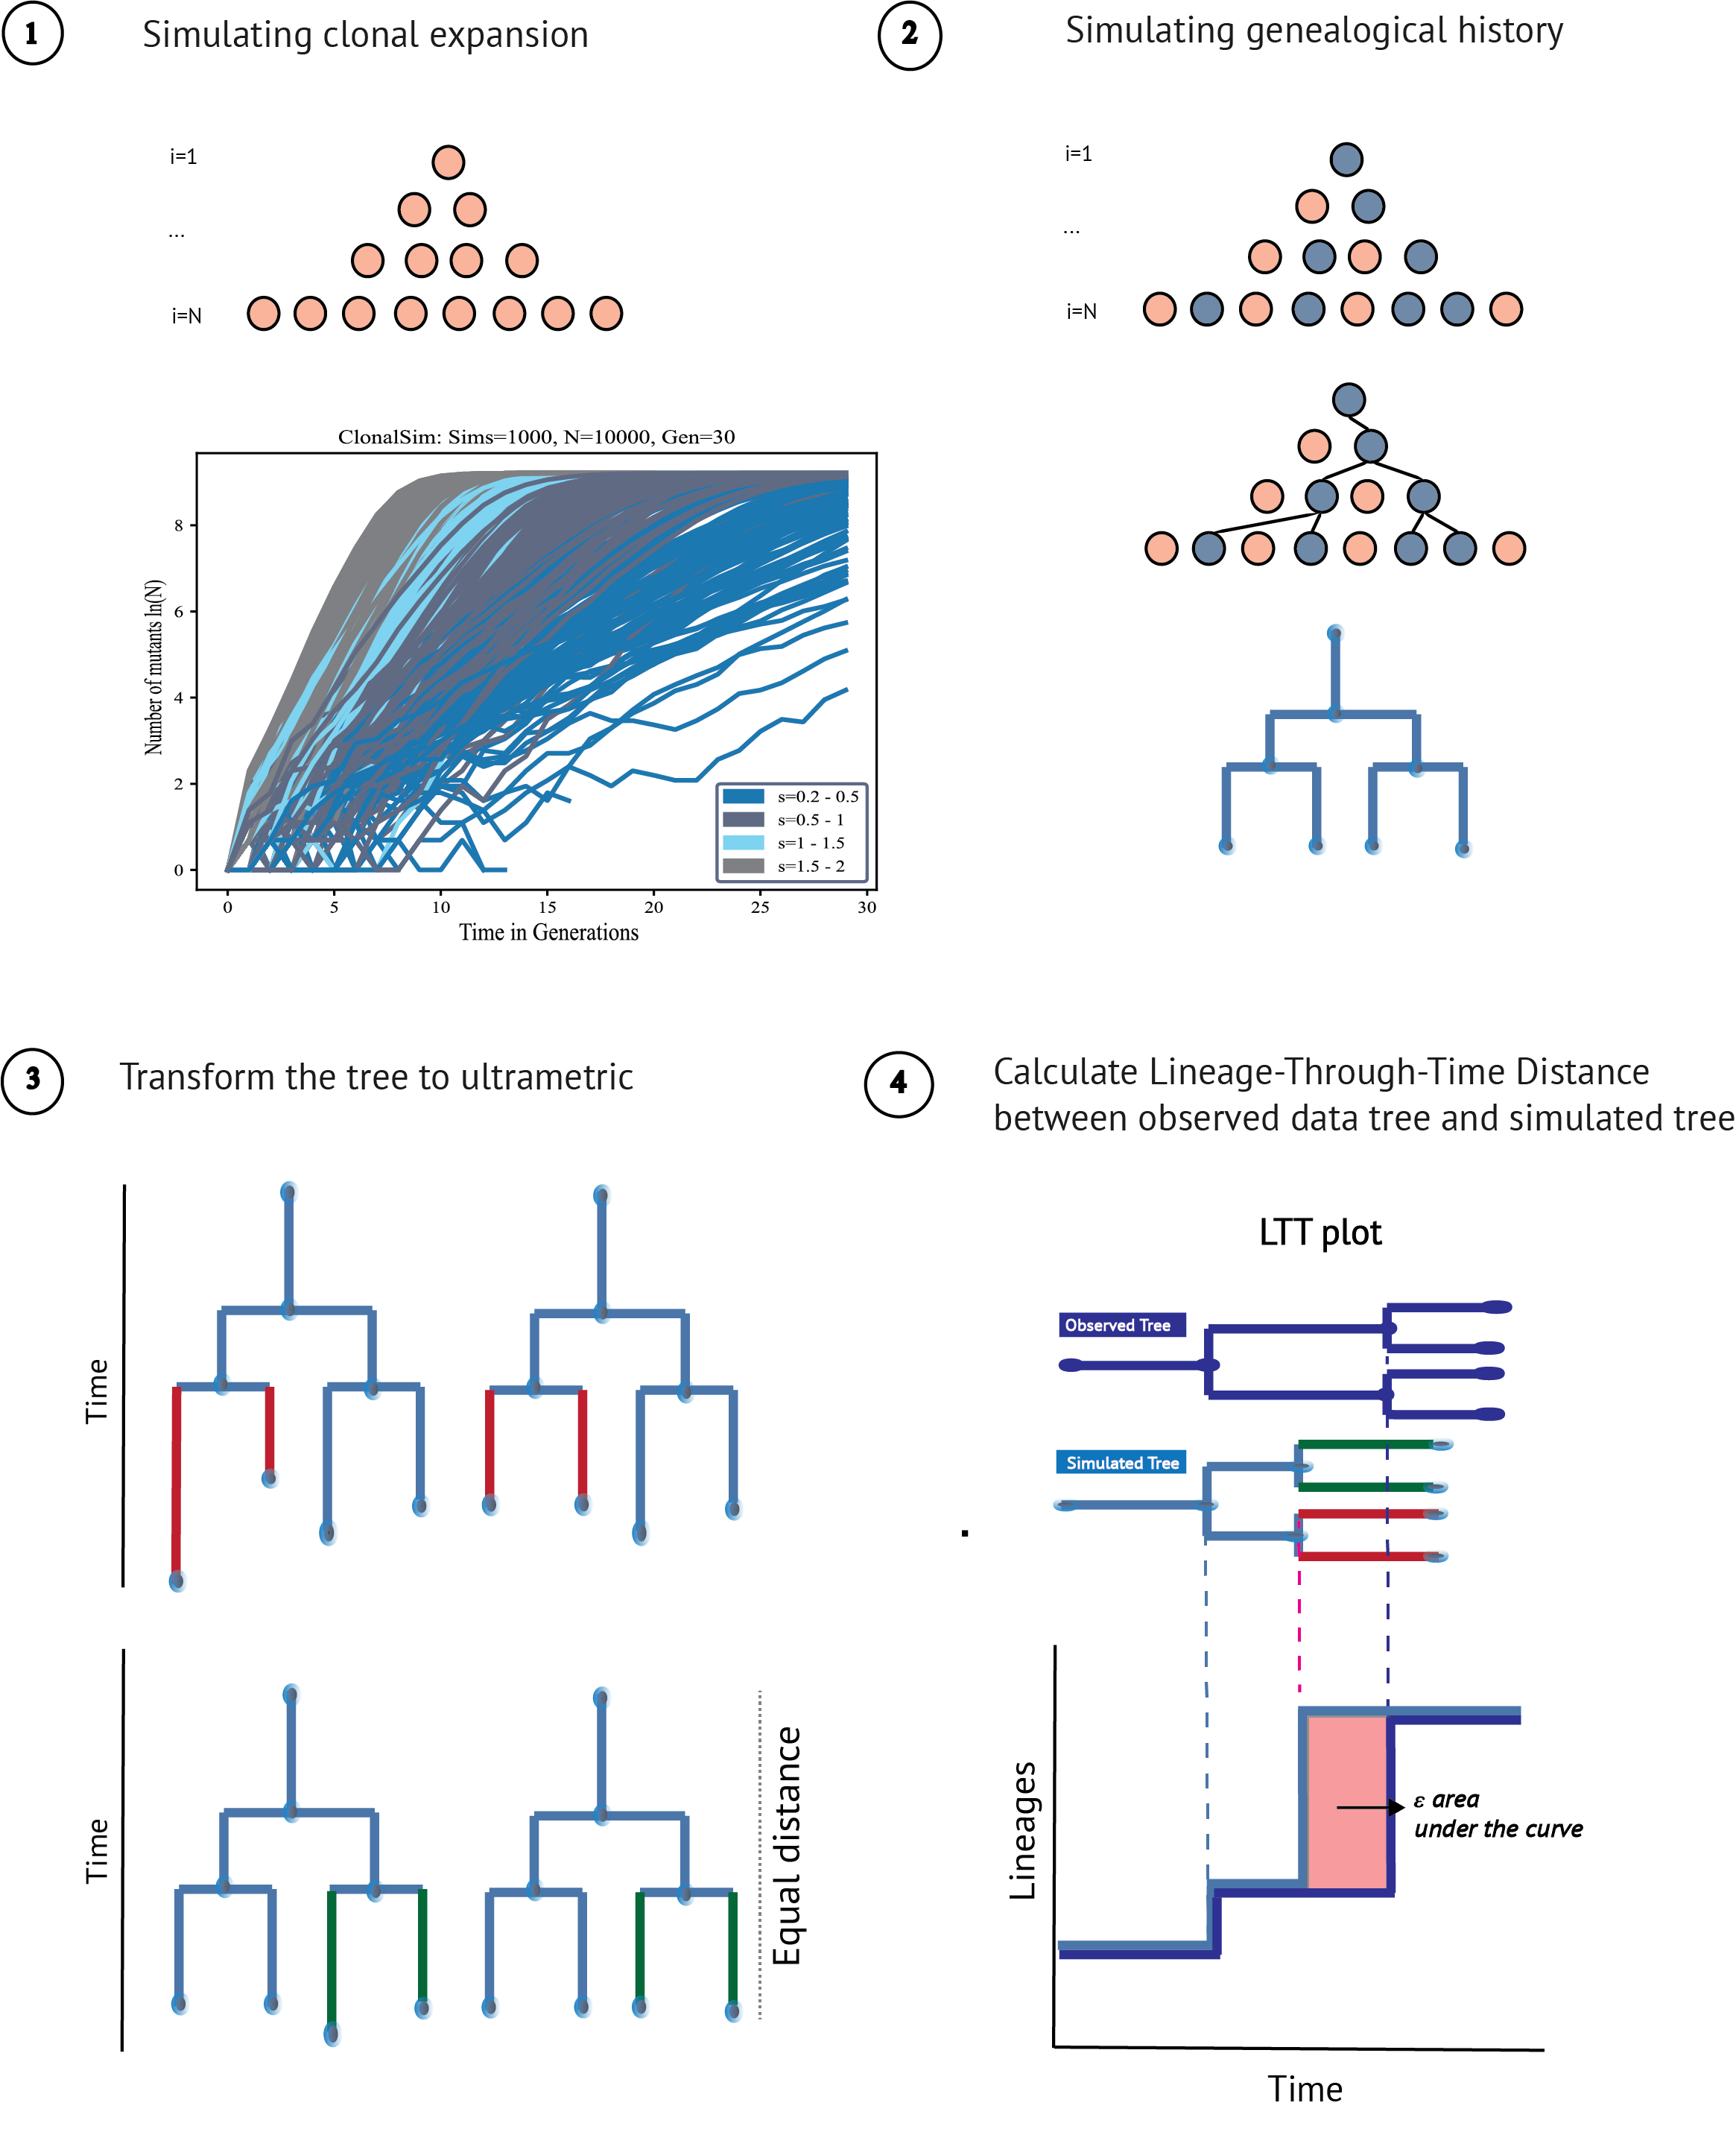 1
Simulating clonal expansion
i=1
...
i=N
ClonalSim: Sims=1000, N=10000, Gen=30
Number of mutants ln(N)
8
6
4
2
0
s=0.2 - 0.5
s=0.5 - 1
s=1 - 1.5
s=1.5 - 2
0 5 10 15 20 25 30
Time in Generations
2
Simulating genealogical history
i=1
...
i=N
3
Transform the tree to ultrametric
Time
Time
Equal distance
4
Calculate Lineage-Through-Time Distance
between observed data tree and simulated tree
LTT plot
Observed Tree
Simulated Tree
Lineages
ε area
under the curve
Time